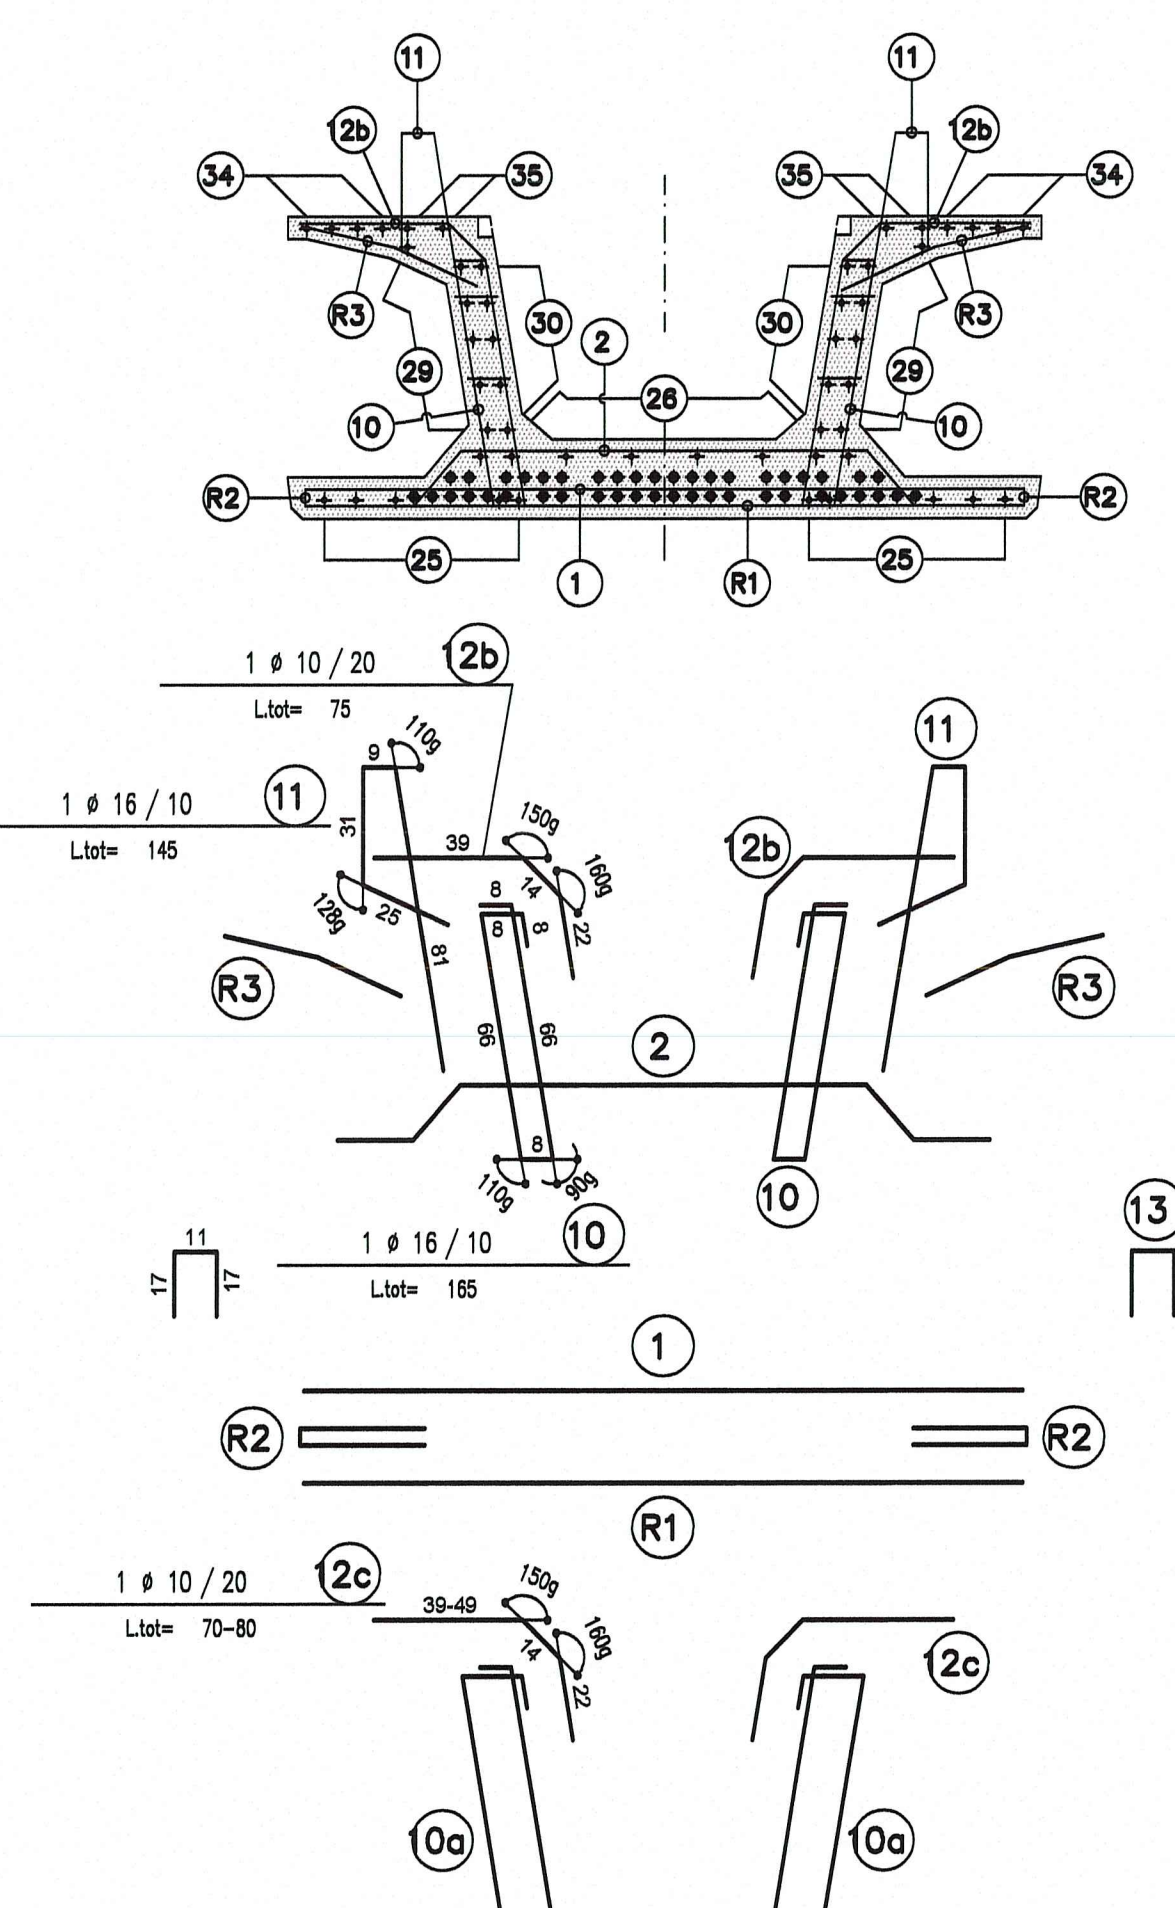 11 11
12b 12b
34 35 35 34
R3 30 30 R3
2
29 26 29
10 10
R2 R2
25 25
1 R1
1 ø 10 / 20 12b
L.tot= 75
11
9 110g
1 ø 16 / 10 11
L.tot= 145
31
39 150g
12b
14 160g
8
128g 25
8 8 22
81
R3 R3
66 66
2
8
110g 90g
10
13
11
17 17
1 ø 16 / 10 10
L.tot= 165
1
R2 R2
R1
1 ø 10 / 20 12c
L.tot= 70-80
39-49 150g
14 160g
22
12c
10a 10a